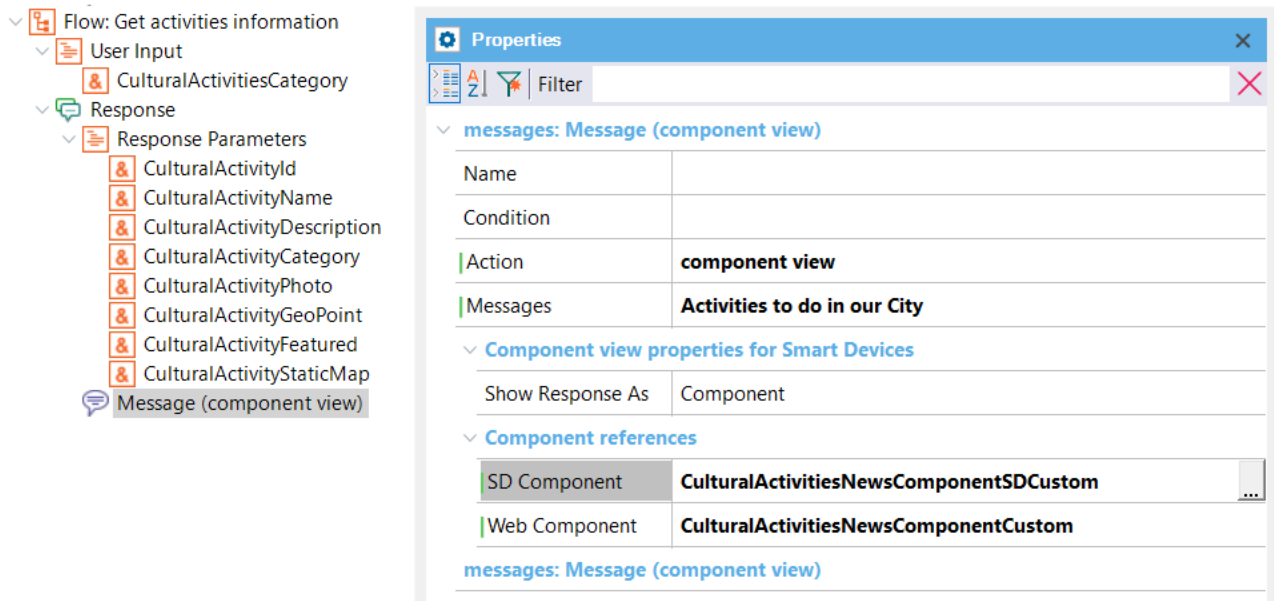 Flow: Get activities information
User Input
& CulturalActivitiesCategory
Response
Response Parameters
& CulturalActivityId
& CulturalActivityName
& CulturalActivityDescription
& CulturalActivityCategory
& CulturalActivityPhoto
& CulturalActivityGeoPoint
& CulturalActivityFeatured
& CulturalActivityStaticMap
Message (component view)
Properties
A Z Filter
messages: Message (component view)
Name
Condition
Action component view
Messages Activities to do in our City
Component view properties for Smart Devices
Show Response As Component
Component references
SD Component CulturalActivitiesNewsComponentSDCustom ...
Web Component CulturalActivitiesNewsComponentCustom
messages: Message (component view)